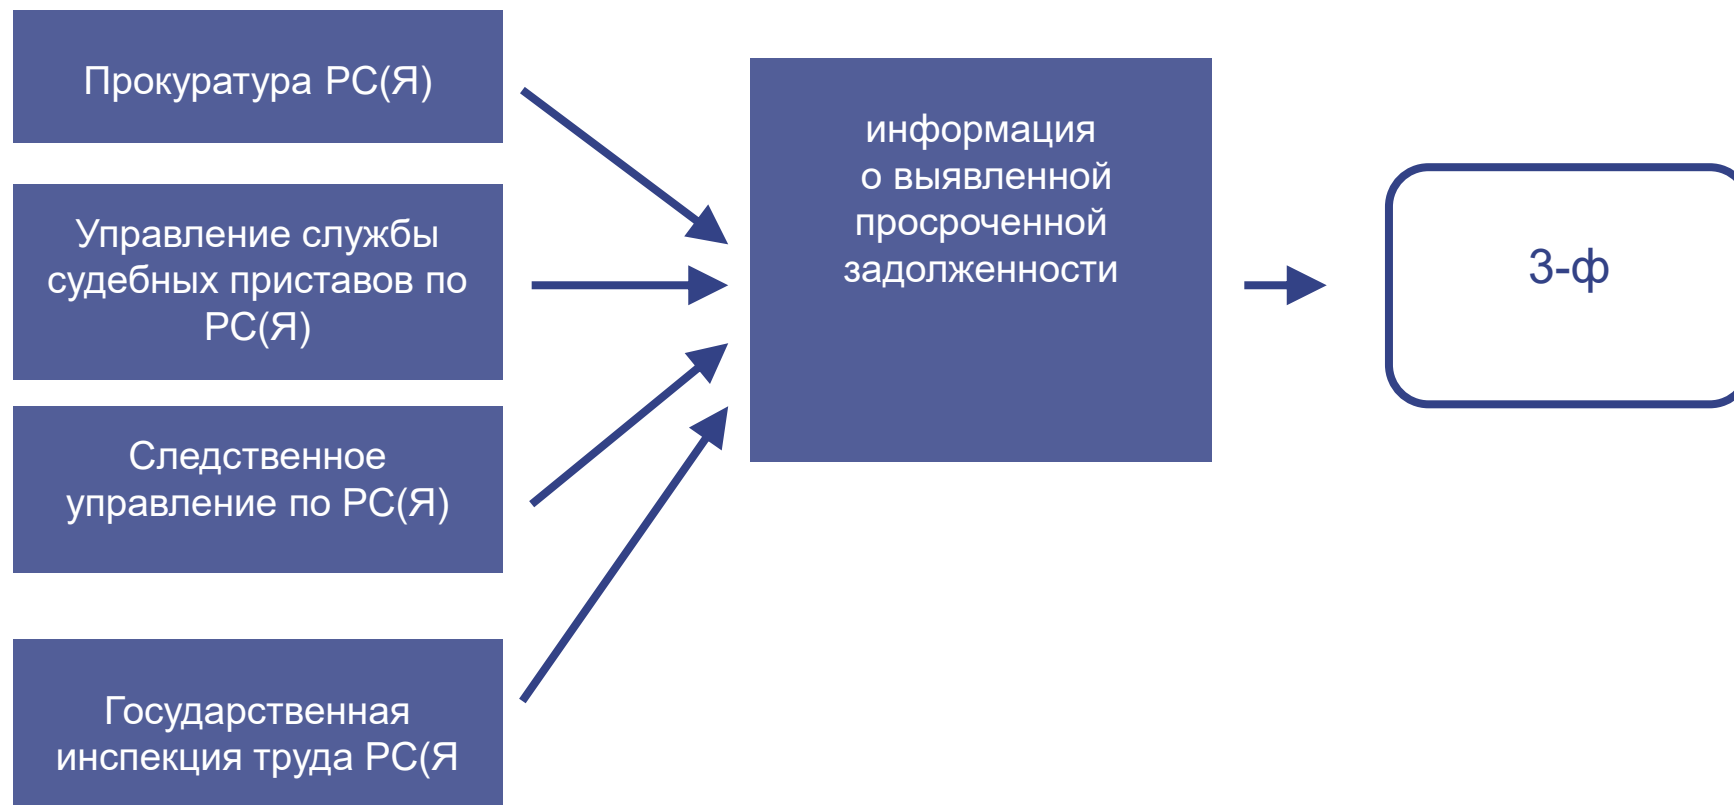 Прокуратура РС(Я)
Управление службы
судебных приставов по
РС(Я)
Следственное
управление по РС(Я)
Государственная
инспекция труда РС(Я
информация
о выявленной
просроченной
задолженности
3-ф